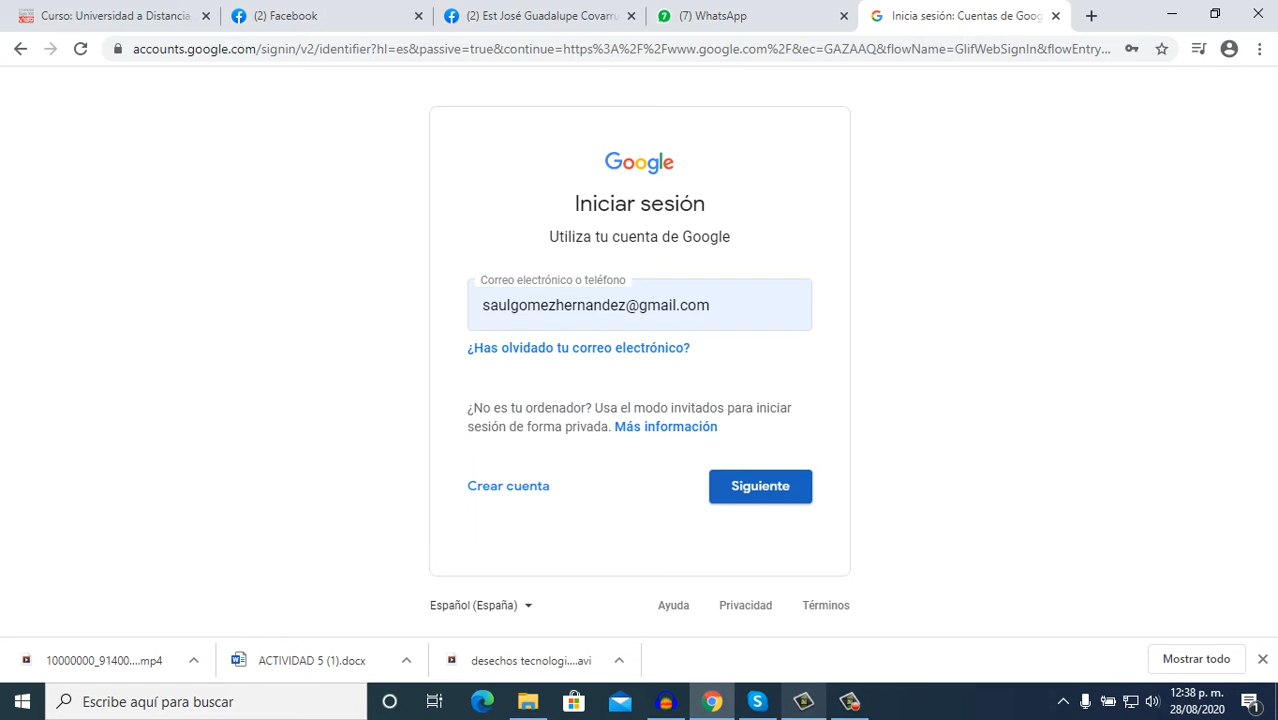 Curso: Universidad a Distancia
(2) Facebook
(2) Est José Guadalupe Covarru
(7) WhatsApp
Inicia sesión: Cuentas de Goog
accounts.google.com/signin/v2/identifier?hl=es&passive=true&continue=https%3A%2F%2Fwww.google.com%2F&ec=GAZAAQ&flowName=GlifWebSignIn&flowEntry...
Google
Iniciar sesión
Utiliza tu cuenta de Google
Correo electrónico o teléfono
saulgomezhernandez@gmail.com
¿Has olvidado tu correo electrónico?
¿No es tu ordenador? Usa el modo invitados para iniciar
sesión de forma privada. Más información
Crear cuenta
Siguiente
Español (España)
Ayuda
Privacidad
Términos
10000000_91400....mp4
ACTIVIDAD 5 (1).docx
desechos tecnologi....avi
Mostrar todo
Escribe aquí para buscar
12:38 p. m.
28/08/2020
1